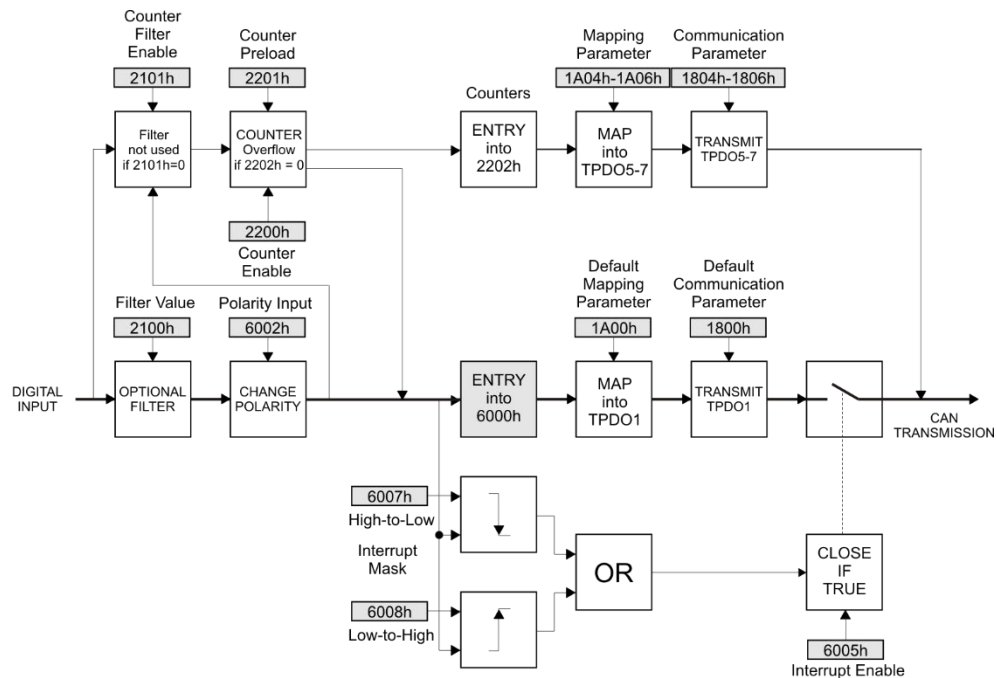 Counter
Filter
Enable
2101h
Counter
Preload
2201h
Mapping
Parameter
1A04h-1A06h
Communication
Parameter
1804h-1806h
Filter
not used
if 2101h=0
COUNTER
Overflow
if 2202h = 0
Counters
ENTRY
into
2202h
MAP
into
TPDO5-7
TRANSMIT
TPDO5-7
2200h
Counter
Enable
Filter Value
2100h
Polarity Input
6002h
Default
Mapping
Parameter
1A00h
Default
Communication
Parameter
1800h
DIGITAL
INPUT
OPTIONAL
FILTER
CHANGE
POLARITY
ENTRY
into
6000h
MAP
into
TPDO1
TRANSMIT
TPDO1
CAN
TRANSMISSION
6007h
High-to-Low
Interrupt
Mask
6008h
Low-to-High
OR
CLOSE
IF
TRUE
6005h
Interrupt Enable